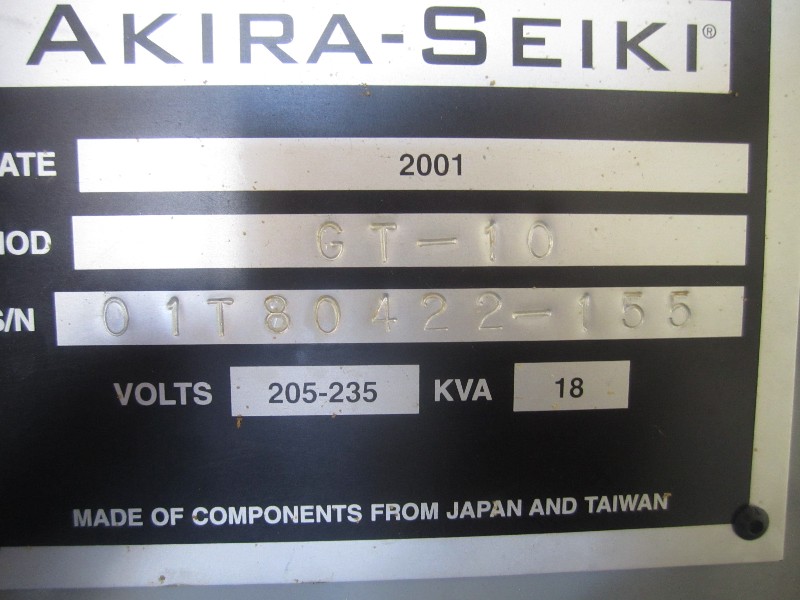 AKIRA-SEIKI®
ATE 2001
MOD GT-10
S/N 01T80422-155
VOLTS 205-235 KVA 18
MADE OF COMPONENTS FROM JAPAN AND TAIWAN